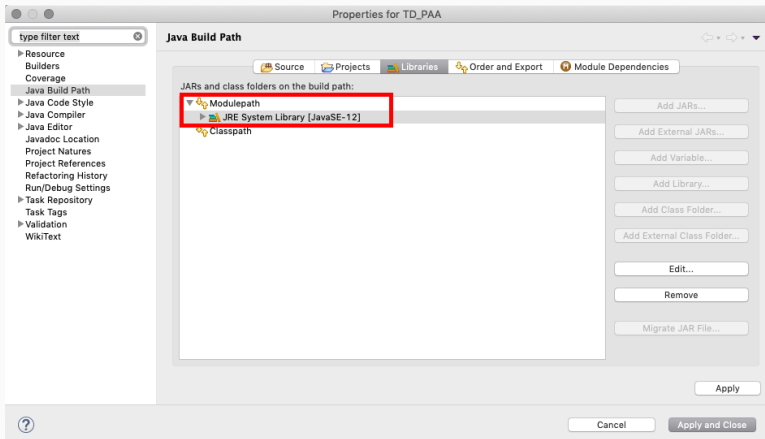 Properties for TD_PAA
type filter text
Java Build Path
Resource
Builders
Coverage
Java Build Path
Java Code Style
Java Compiler
Java Editor
Javadoc Location
Project Natures
Project References
Refactoring History
Run/Debug Settings
Task Repository
Task Tags
Validation
WikiText
Source
Projects
Libraries
Order and Export
Module Dependencies
JARs and class folders on the build path:
Modulepath
JRE System Library [JavaSE-12]
Classpath
Add JARs...
Add External JARs...
Add Variable...
Add Library...
Add Class Folder...
Add External Class Folder...
Edit...
Remove
Migrate JAR File...
Apply
?
Cancel
Apply and Close